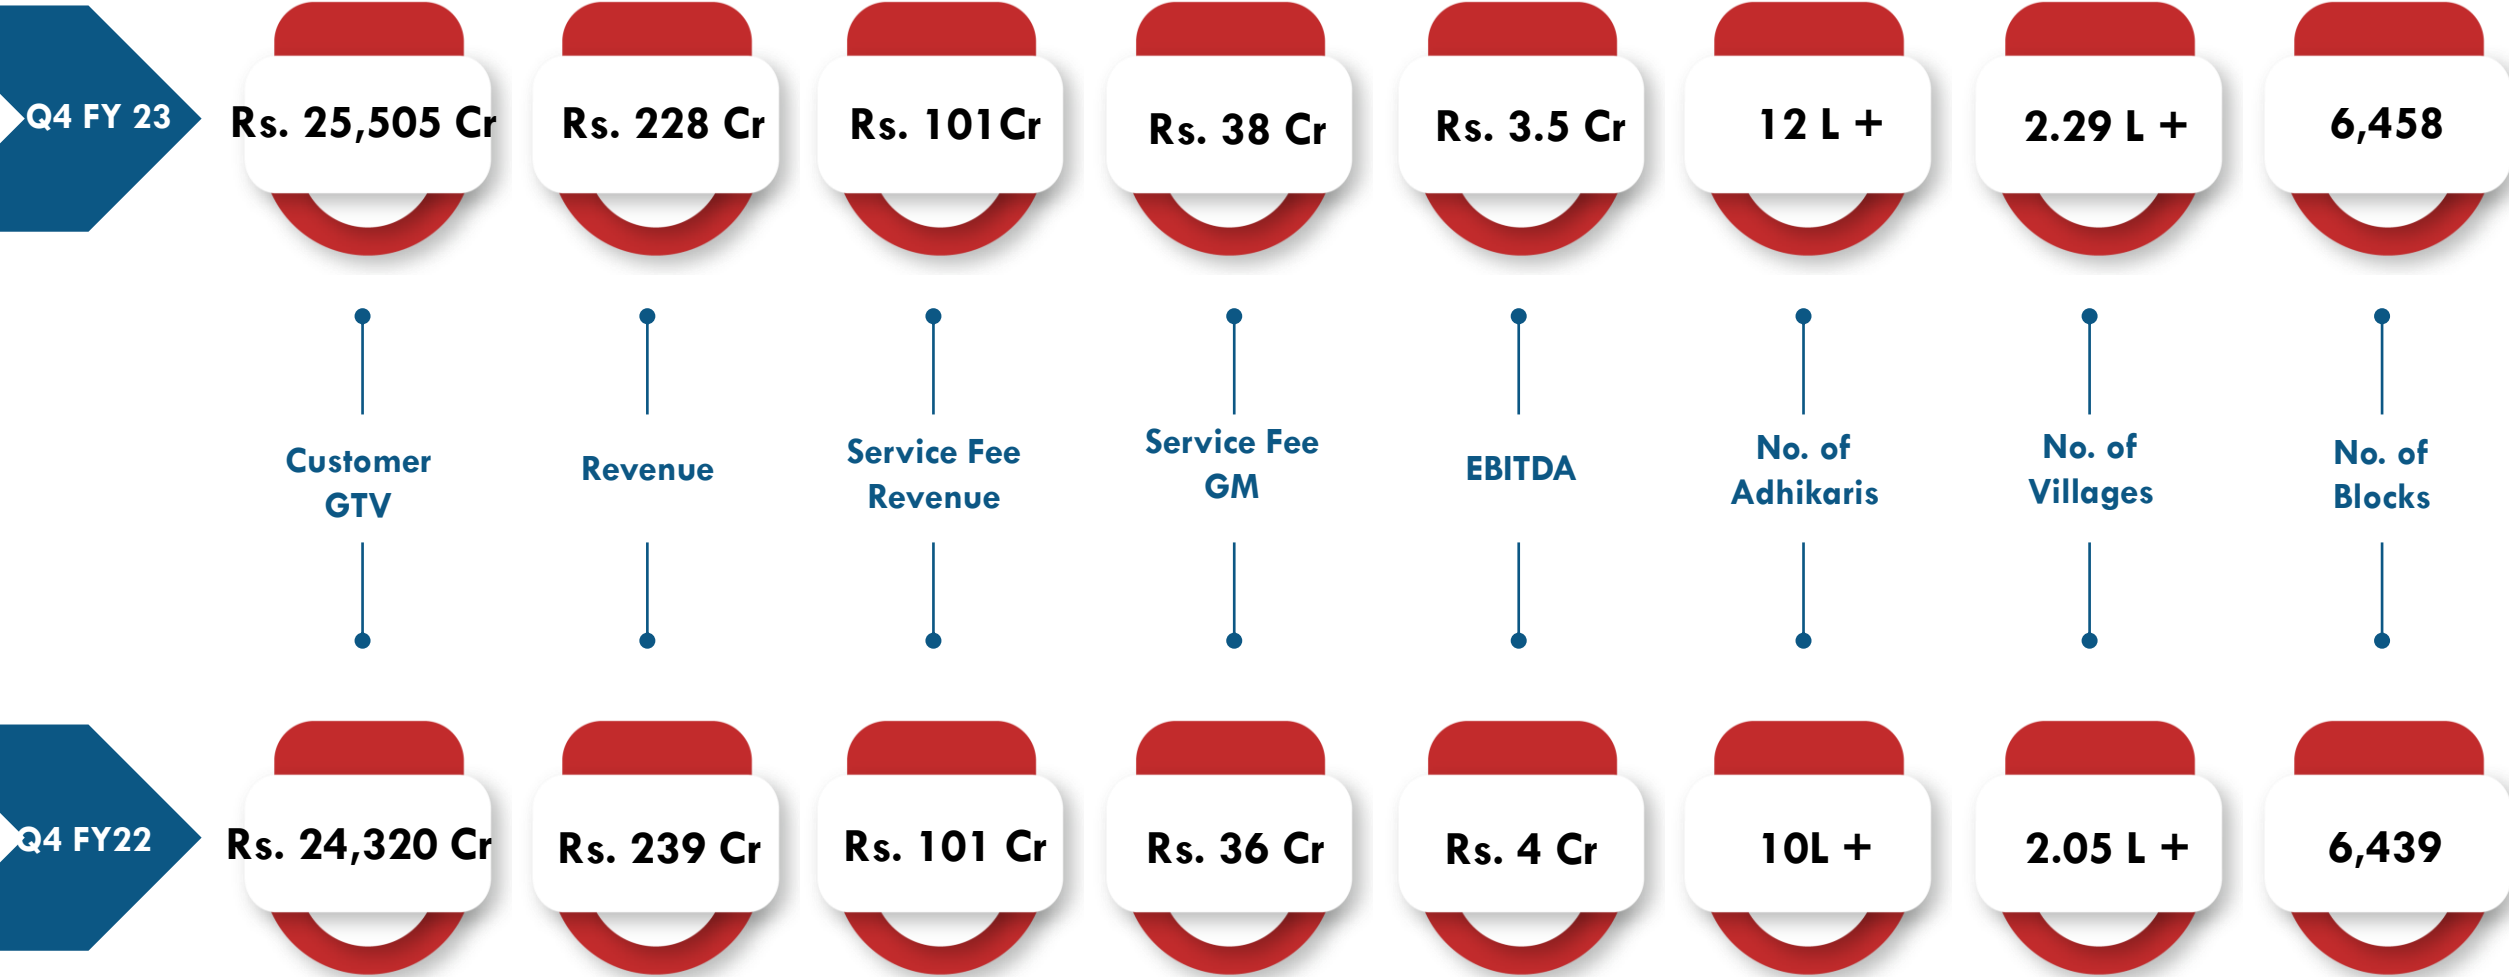 Q4 FY 23
Rs. 25,505 Cr
Rs. 228 Cr
Rs. 101Cr
Rs. 38 Cr
Rs. 3.5 Cr
12 L +
2.29 L +
6,458
Customer
GTV
Revenue
Service Fee
Revenue
Service Fee
GM
EBITDA
No. of
Adhikaris
No. of
Villages
No. of
Blocks
Q4 FY22
Rs. 24,320 Cr
Rs. 239 Cr
Rs. 101 Cr
Rs. 36 Cr
Rs. 4 Cr
10L +
2.05 L +
6,439